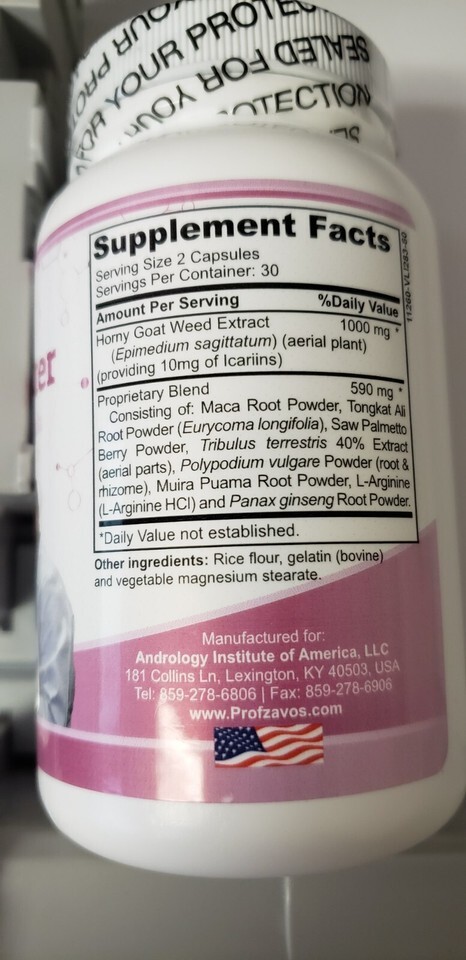 FOR YOUR PROTEC
SEALED FOR YOUR
OTECTION
Supplement Facts
Serving Size 2 Capsules
Servings Per Container: 30
Amount Per Serving %Daily Value
Horny Goat Weed Extract 1000 mg *
(Epimedium sagittatum) (aerial plant)
(providing 10mg of Icariins)
Proprietary Blend 590 mg *
Consisting of: Maca Root Powder, Tongkat Ali
Root Powder (Eurycoma longifolia), Saw Palmetto
Berry Powder, Tribulus terrestris 40% Extract
(aerial parts), Polypodium vulgare Powder (root &
rhizome), Muira Puama Root Powder, L-Arginine
(L-Arginine HCl) and Panax ginseng Root Powder.
*Daily Value not established.
Other ingredients: Rice flour, gelatin (bovine)
and vegetable magnesium stearate.
er
Manufactured for:
Andrology Institute of America, LLC
181 Collins Ln, Lexington, KY 40503, USA
Tel: 859-278-6806 | Fax: 859-278-6906
www.Profzavos.com